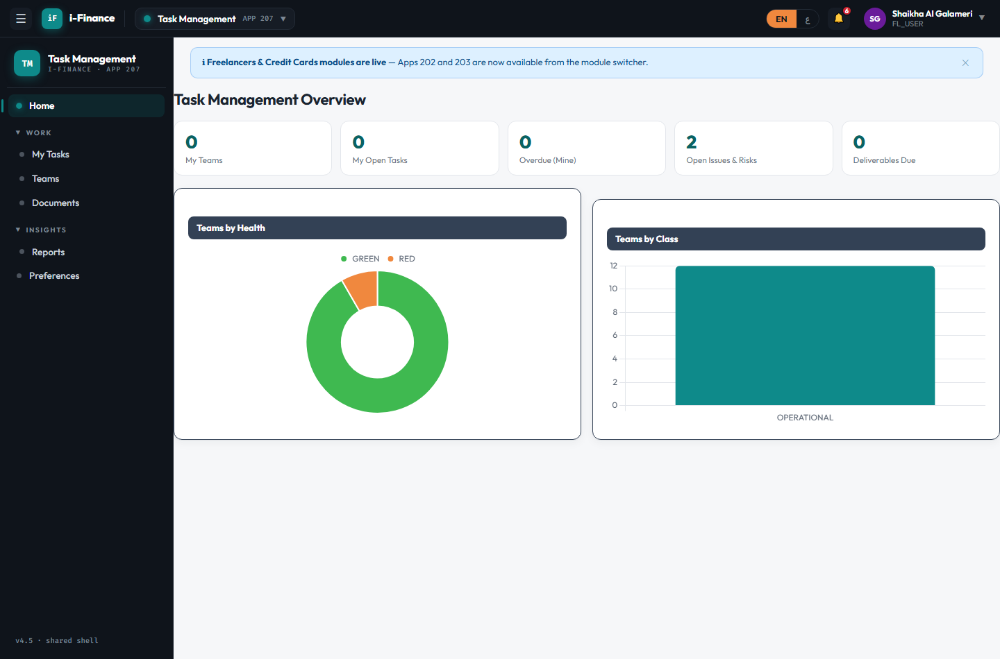 ☰ iF i-Finance Task Management APP 207 ▼ EN ع 6 SG Shaikha Al Galameri ▼
FL_USER
TM Task Management
I-FINANCE · APP 207
Home
▼ WORK
My Tasks
Teams
Documents
▼ INSIGHTS
Reports
Preferences
v4.5 · shared shell
ℹ Freelancers & Credit Cards modules are live — Apps 202 and 203 are now available from the module switcher. ×
Task Management Overview
0
My Teams
0
My Open Tasks
0
Overdue (Mine)
2
Open Issues & Risks
0
Deliverables Due
Teams by Health
GREEN RED
Teams by Class
12
10
8
6
4
2
0
OPERATIONAL